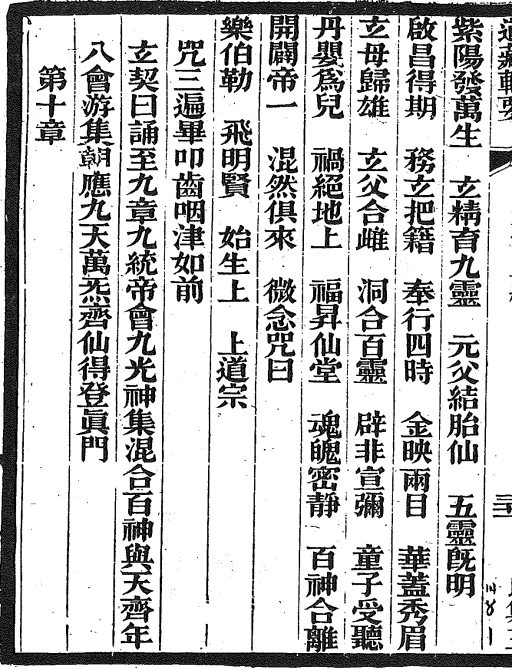 道藏輯要
紫陽發萬生　玄精育九靈　元父結胎仙　五靈旣明
啟昌得期　務玄把籍　奉行四時　金映兩目　華蓋秀眉
玄母歸雄　玄父合雌　洞合百靈　辟非宣彌　童子受聽
丹嬰爲兒　禍絕地上　福昇仙堂　魂魄密靜　百神合離
開闢帝一　混然俱來　微念咒曰
樂伯勒　飛明賢　始生上　上道宗
咒三遍畢叩齒咽津如前
玄契曰誦至九章九統帝會九光神集混合百神與天齊年
八會游集朝應九天萬炁齊仙得登眞門
第十章